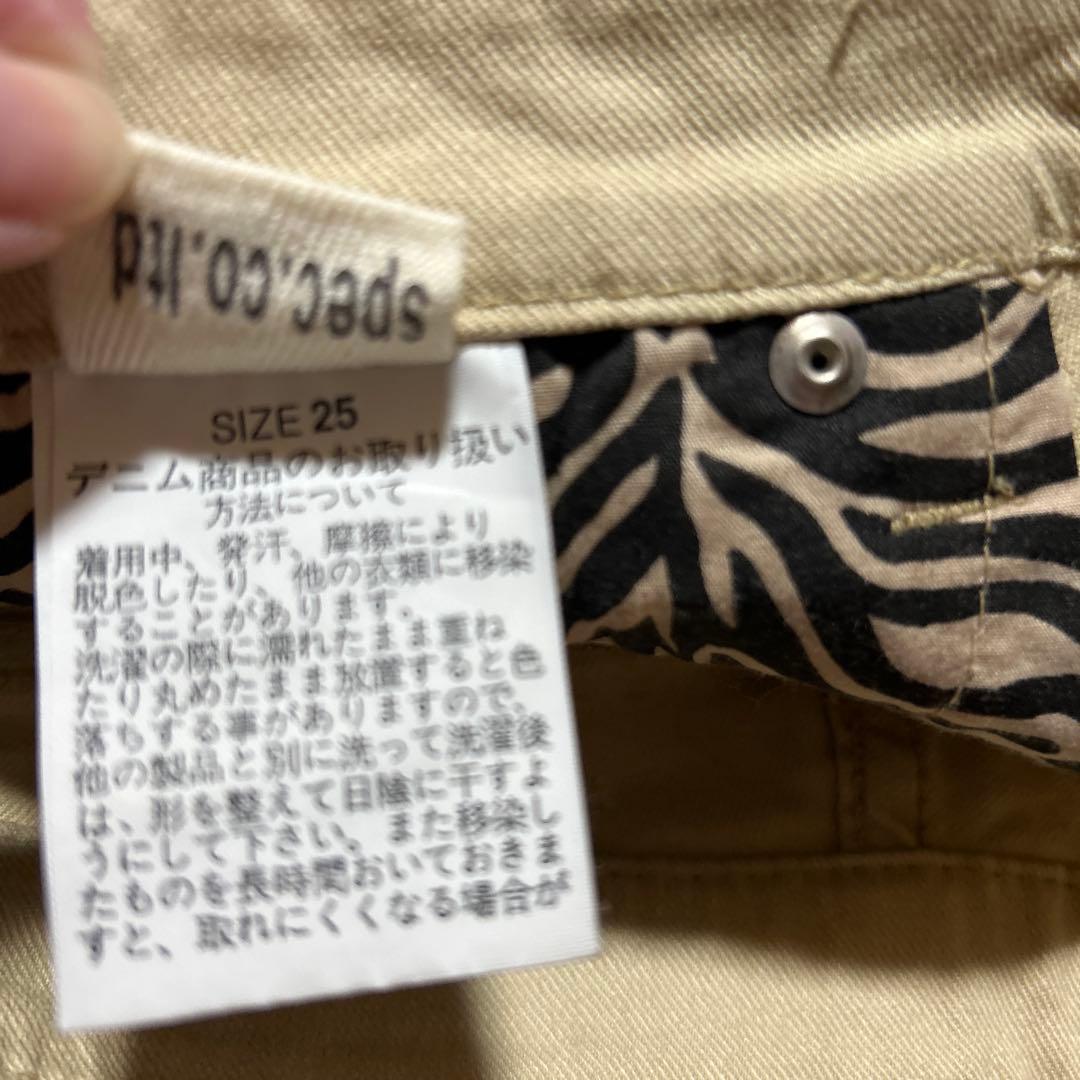 spec.co.ltd
SIZE 25
デニム商品のお取り扱い
方法について
着用中、発汗、摩擦により
脱色したり、他の衣類に移染
することがあります。
洗濯の際に濡れたまま重ね
たり丸めたまま放置すると色
落ちする事がありますので、
他の製品と別に洗って洗濯後
は、形を整えて日陰に干すよ
うにして下さい。また移染し
たものを長時間おいておきま
すと、取れにくくなる場合が